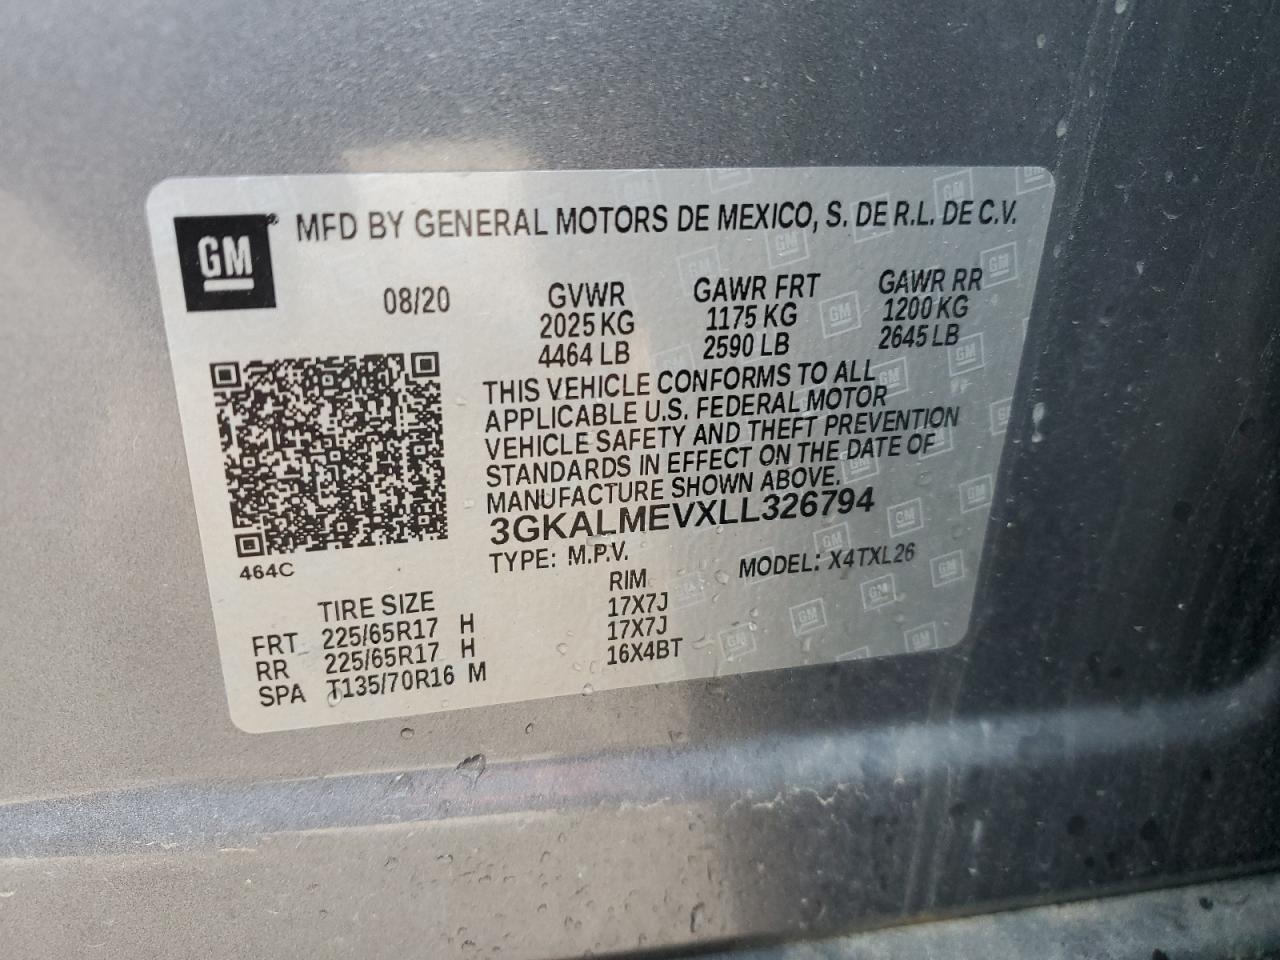 GM
MFD BY GENERAL MOTORS DE MEXICO, S. DE R.L. DE C.V.
08/20
GVWR GAWR FRT GAWR RR
2025 KG 1175 KG 1200 KG
4464 LB 2590 LB 2645 LB
THIS VEHICLE CONFORMS TO ALL
APPLICABLE U.S. FEDERAL MOTOR
VEHICLE SAFETY AND THEFT PREVENTION
STANDARDS IN EFFECT ON THE DATE OF
MANUFACTURE SHOWN ABOVE.
3GKALMEVXLL326794
464C
TYPE: M.P.V. MODEL: X4TXL26
TIRE SIZE RIM
FRT 225/65R17 H 17X7J
RR 225/65R17 H 17X7J
SPA T135/70R16 M 16X4BT